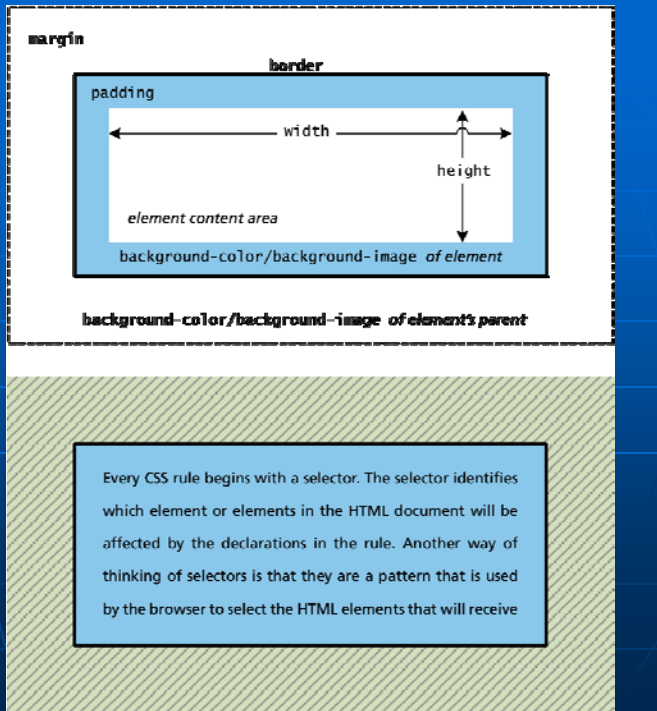 margin
border
padding
width
height
element content area
background-color/background-image of element
background-color/background-image of element's parent
Every CSS rule begins with a selector. The selector identifies
which element or elements in the HTML document will be
affected by the declarations in the rule. Another way of
thinking of selectors is that they are a pattern that is used
by the browser to select the HTML elements that will receive